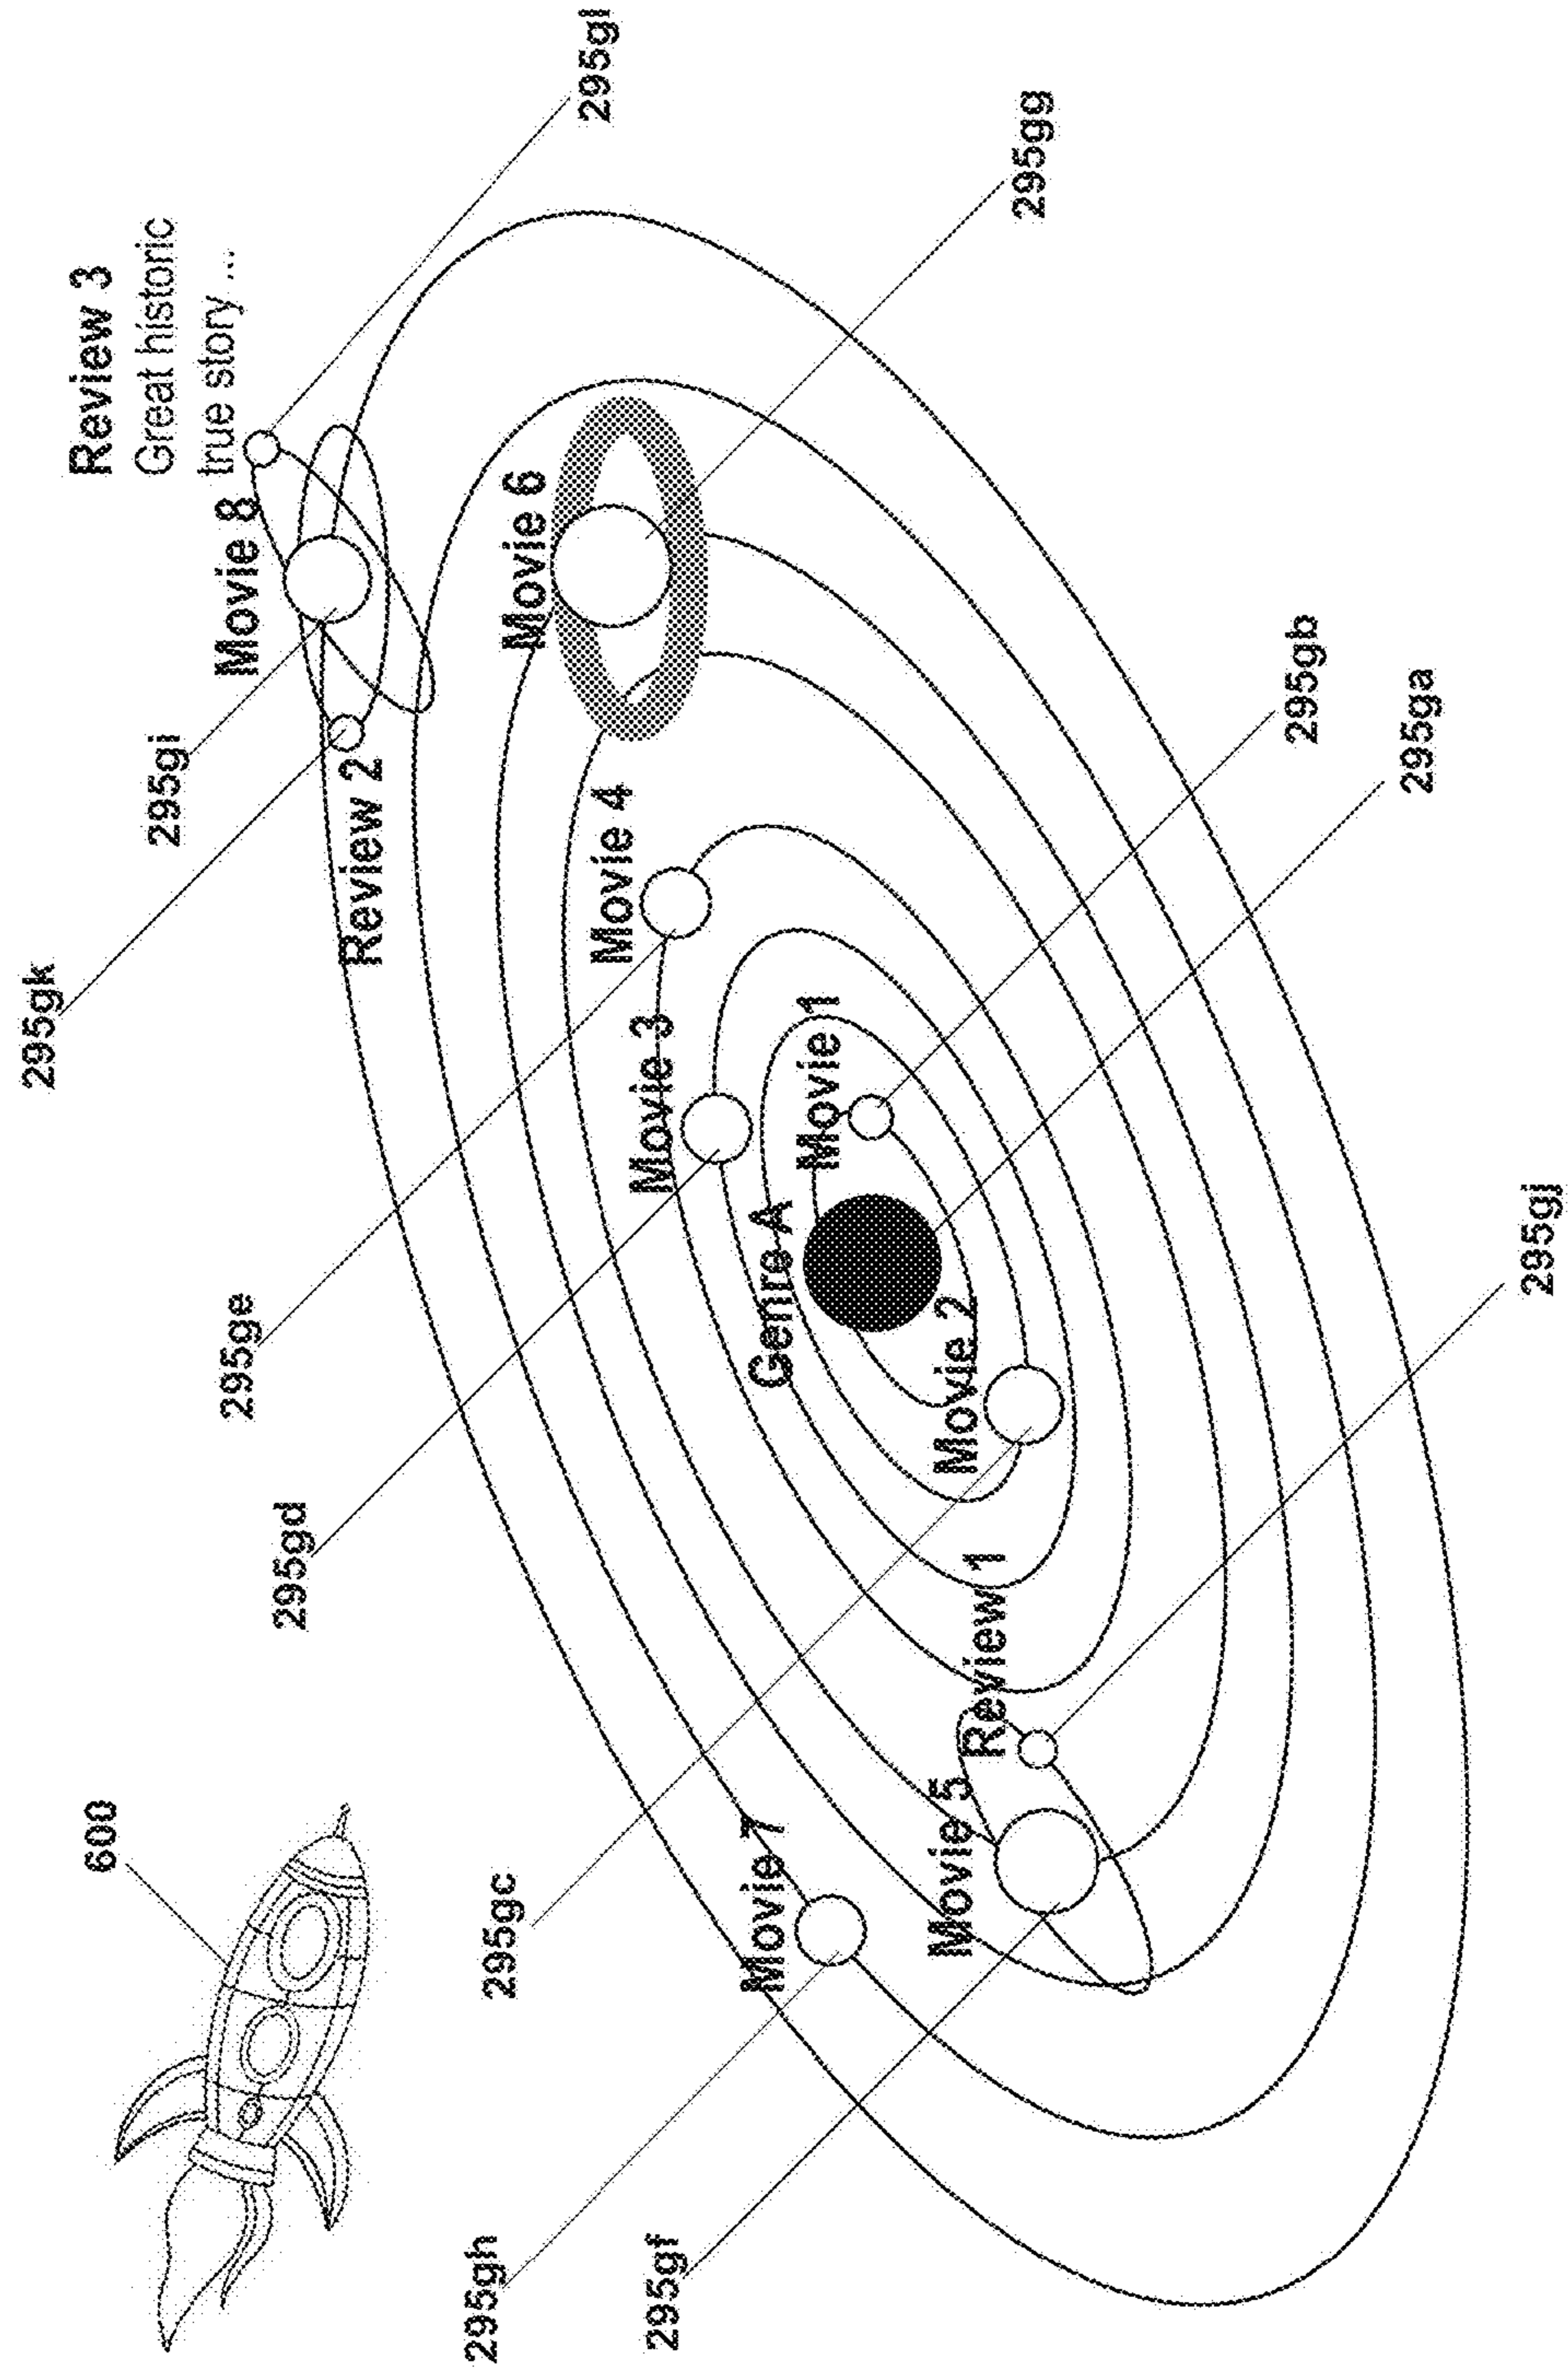 600
295gk
Review 3
Great historic
true story ...
295gi
Movie 8
295ge
295gd
Review 2
295gh
295gc
Movie 6
295gl
Movie 4
Movie 3
295gf
Movie 7
Genre A
Movie 1
Movie 5
Movie 2
Review 1
295gg
295gb
295ga
295gj